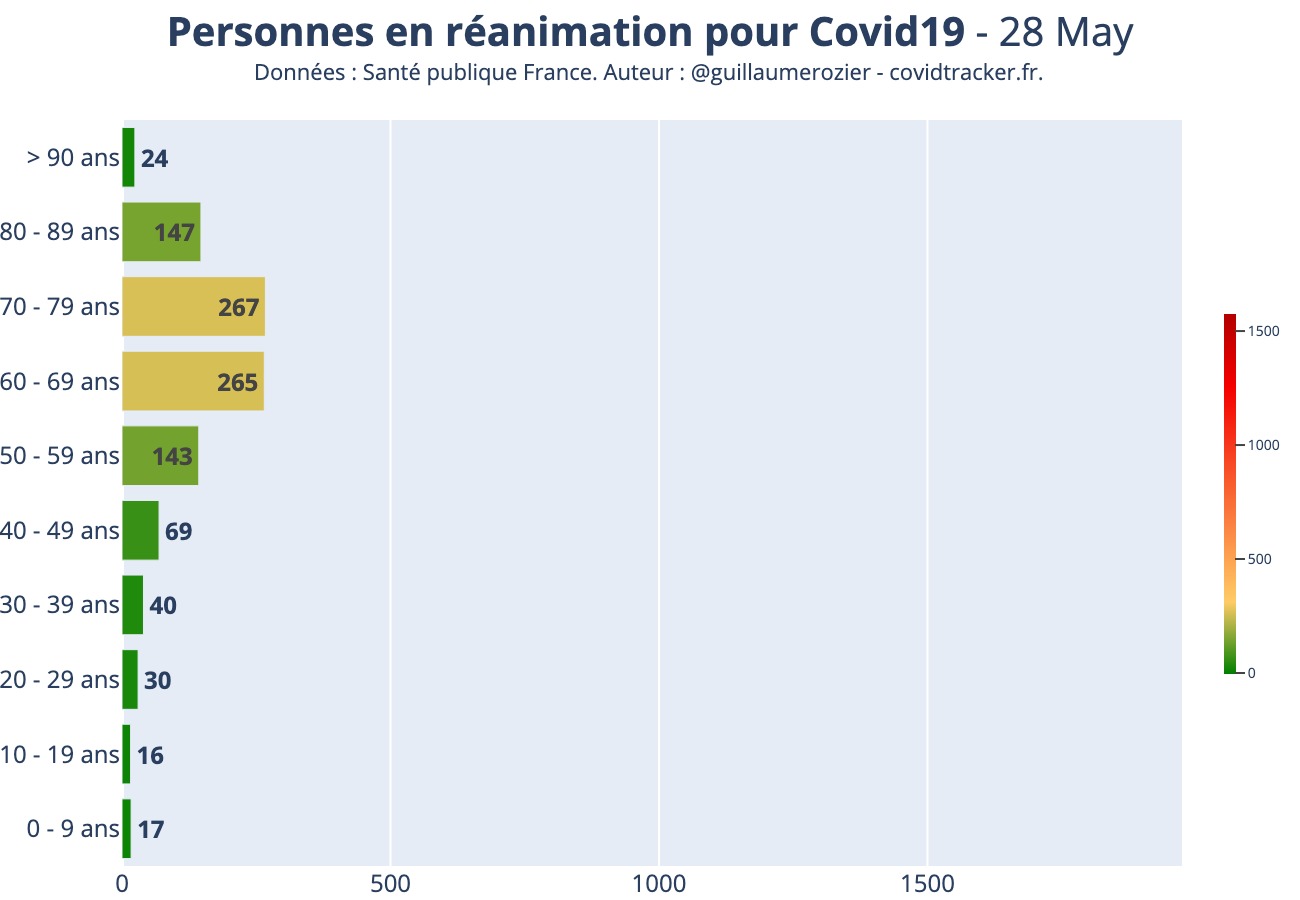 Personnes en réanimation pour Covid19 - 28 May
Données : Santé publique France. Auteur : @guillaumerozier - covidtracker.fr.
> 90 ans 24
80 - 89 ans 147
70 - 79 ans 267
60 - 69 ans 265
50 - 59 ans 143
40 - 49 ans 69
30 - 39 ans 40
20 - 29 ans 30
10 - 19 ans 16
0 - 9 ans 17
0 500 1000 1500
1500
1000
500
0